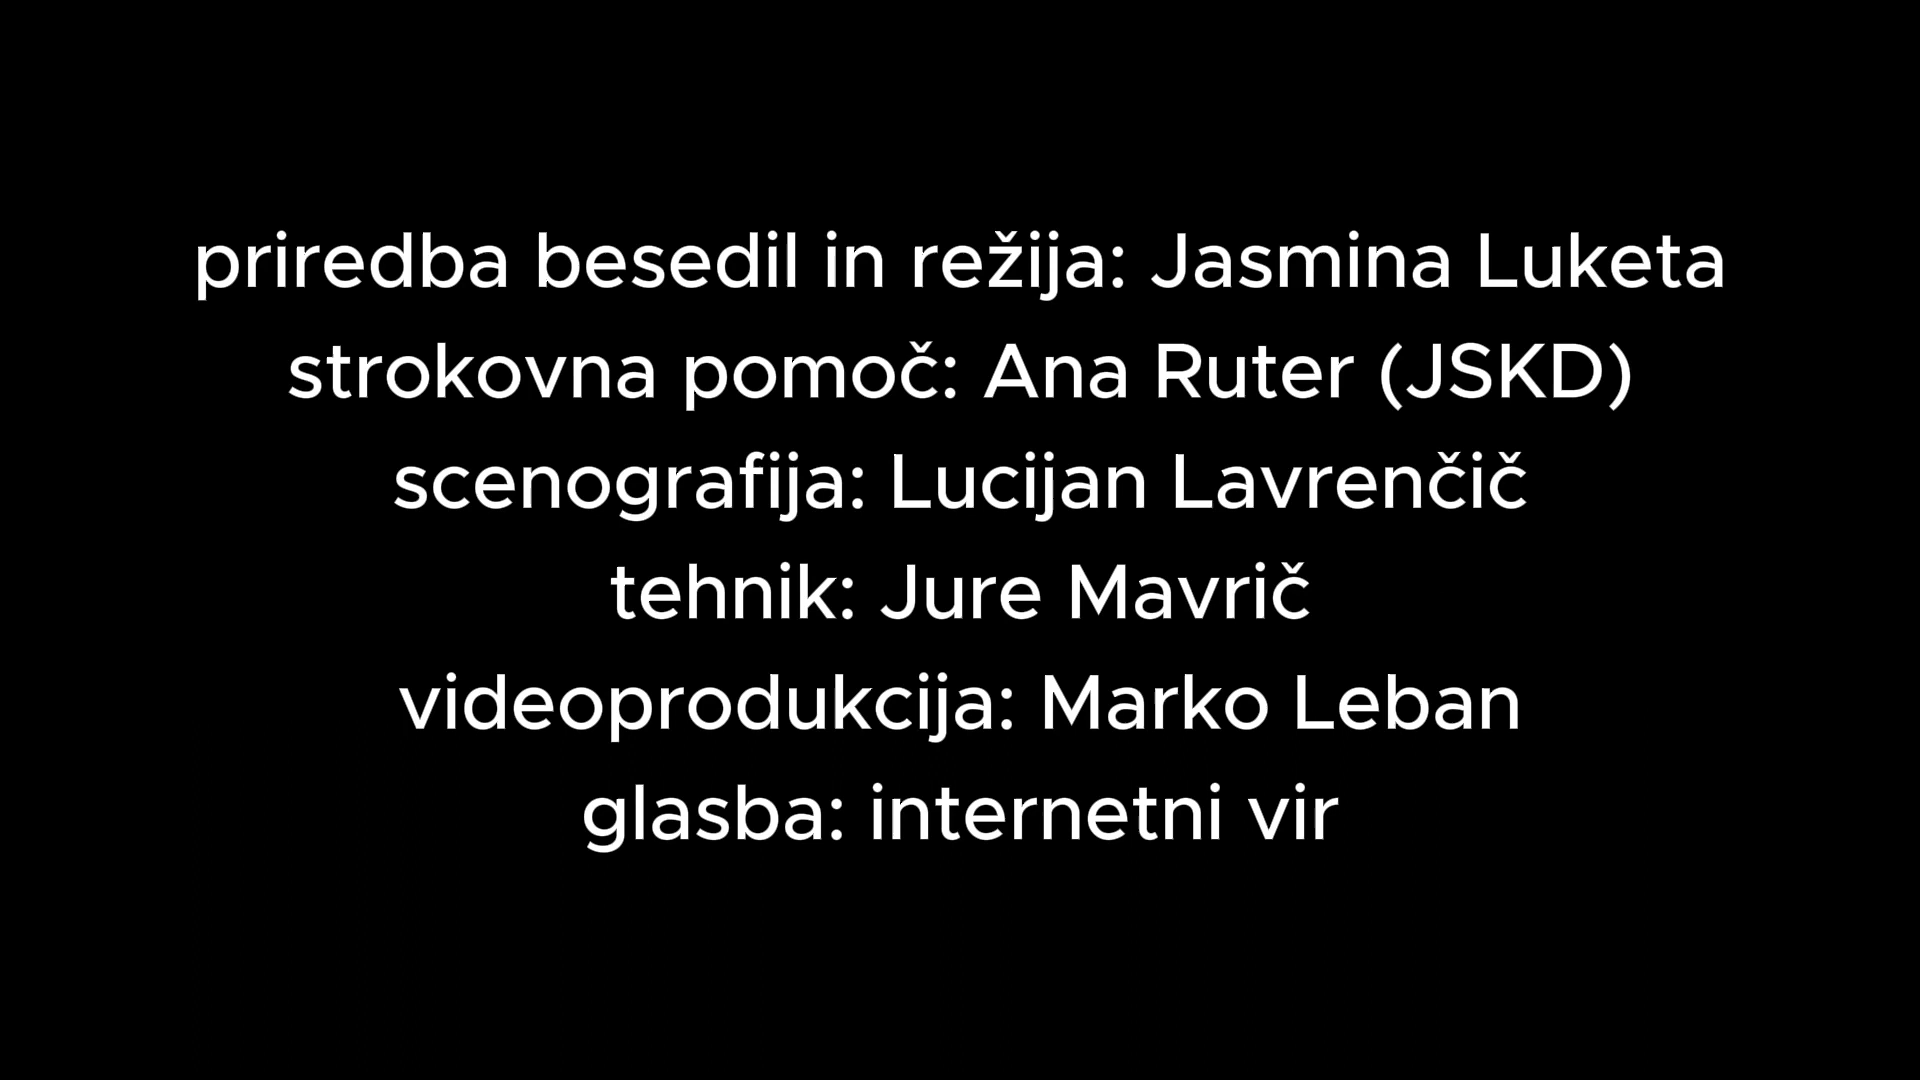 priredba besedil in režija: Jasmina Luketa
strokovna pomoč: Ana Ruter (JSKD)
scenografija: Lucijan Lavrenčič
tehnik: Jure Mavrič
videoprodukcija: Marko Leban
glasba: internetni vir